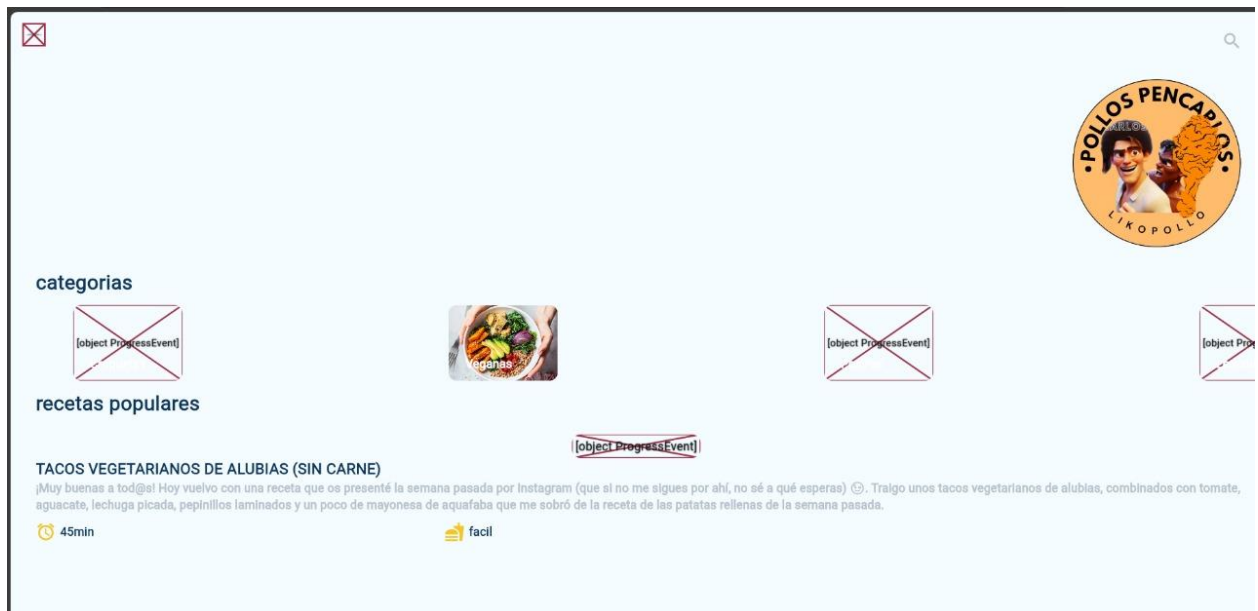 • POLLOS PENCARLOS •
LIKOPOLLO
categorias
[object ProgressEvent]
Veganas
[object ProgressEvent]
[object Prog
recetas populares
[object ProgressEvent]
TACOS VEGETARIANOS DE ALUBIAS (SIN CARNE)
¡Muy buenas a tod@s! Hoy vuelvo con una receta que os presenté la semana pasada por Instagram (que si no me sigues por ahí, no sé a qué esperas) 😉. Traigo unos tacos vegetarianos de alubias, combinados con tomate,
aguacate, lechuga picada, pepinillos laminados y un poco de mayonesa de aquafaba que me sobró de la receta de las patatas rellenas de la semana pasada.
45min
facil